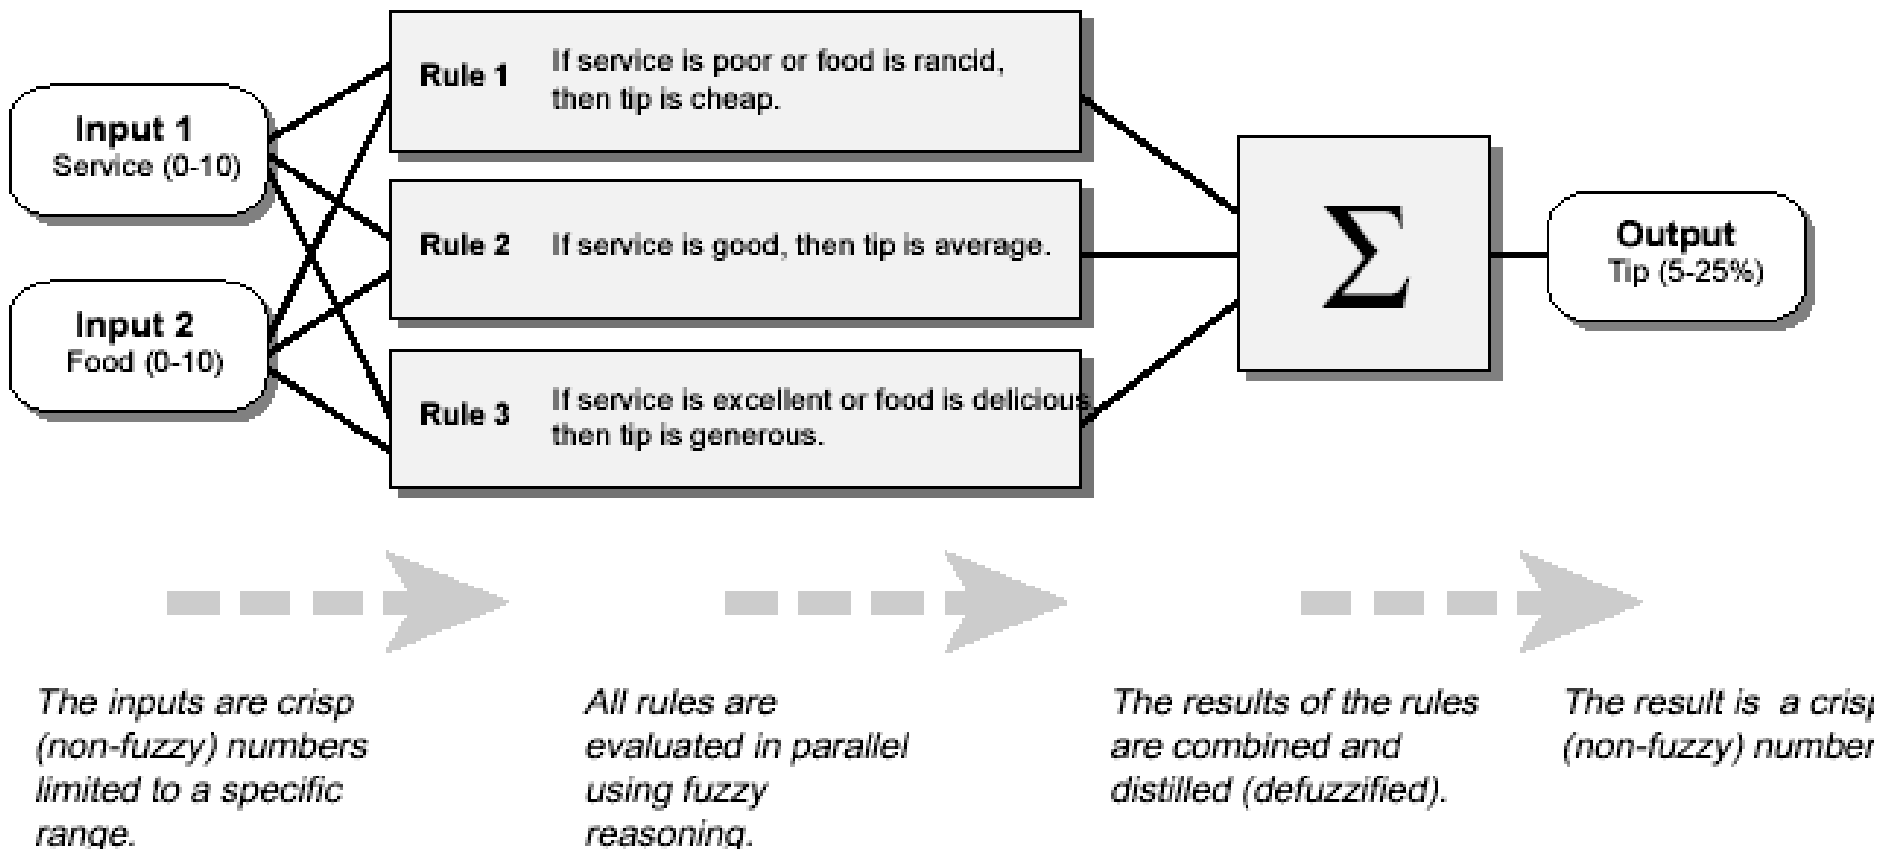 Input 1
Service (0-10)
Input 2
Food (0-10)
Rule 1
If service is poor or food is rancid,
then tip is cheap.
Rule 2
If service is good, then tip is average.
Rule 3
If service is excellent or food is delicious,
then tip is generous.
Σ
Output
Tip (5-25%)
The inputs are crisp
(non-fuzzy) numbers
limited to a specific
range.
All rules are
evaluated in parallel
using fuzzy
reasoning.
The results of the rules
are combined and
distilled (defuzzified).
The result is a crisp
(non-fuzzy) number